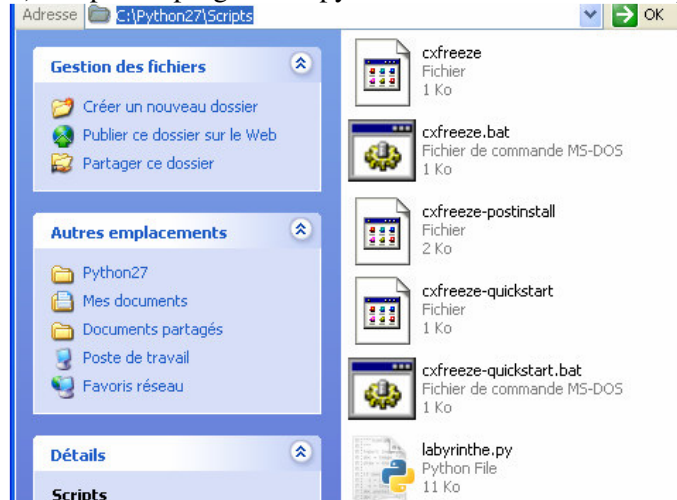 Adresse C:\Python27\Scripts OK
Gestion des fichiers
Créer un nouveau dossier
Publier ce dossier sur le Web
Partager ce dossier
Autres emplacements
Python27
Mes documents
Documents partagés
Poste de travail
Favoris réseau
Détails
Scripts
cxfreeze
Fichier
1 Ko
cxfreeze.bat
Fichier de commande MS-DOS
1 Ko
cxfreeze-postinstall
Fichier
2 Ko
cxfreeze-quickstart
Fichier
1 Ko
cxfreeze-quickstart.bat
Fichier de commande MS-DOS
1 Ko
labyrinthe.py
Python File
11 Ko